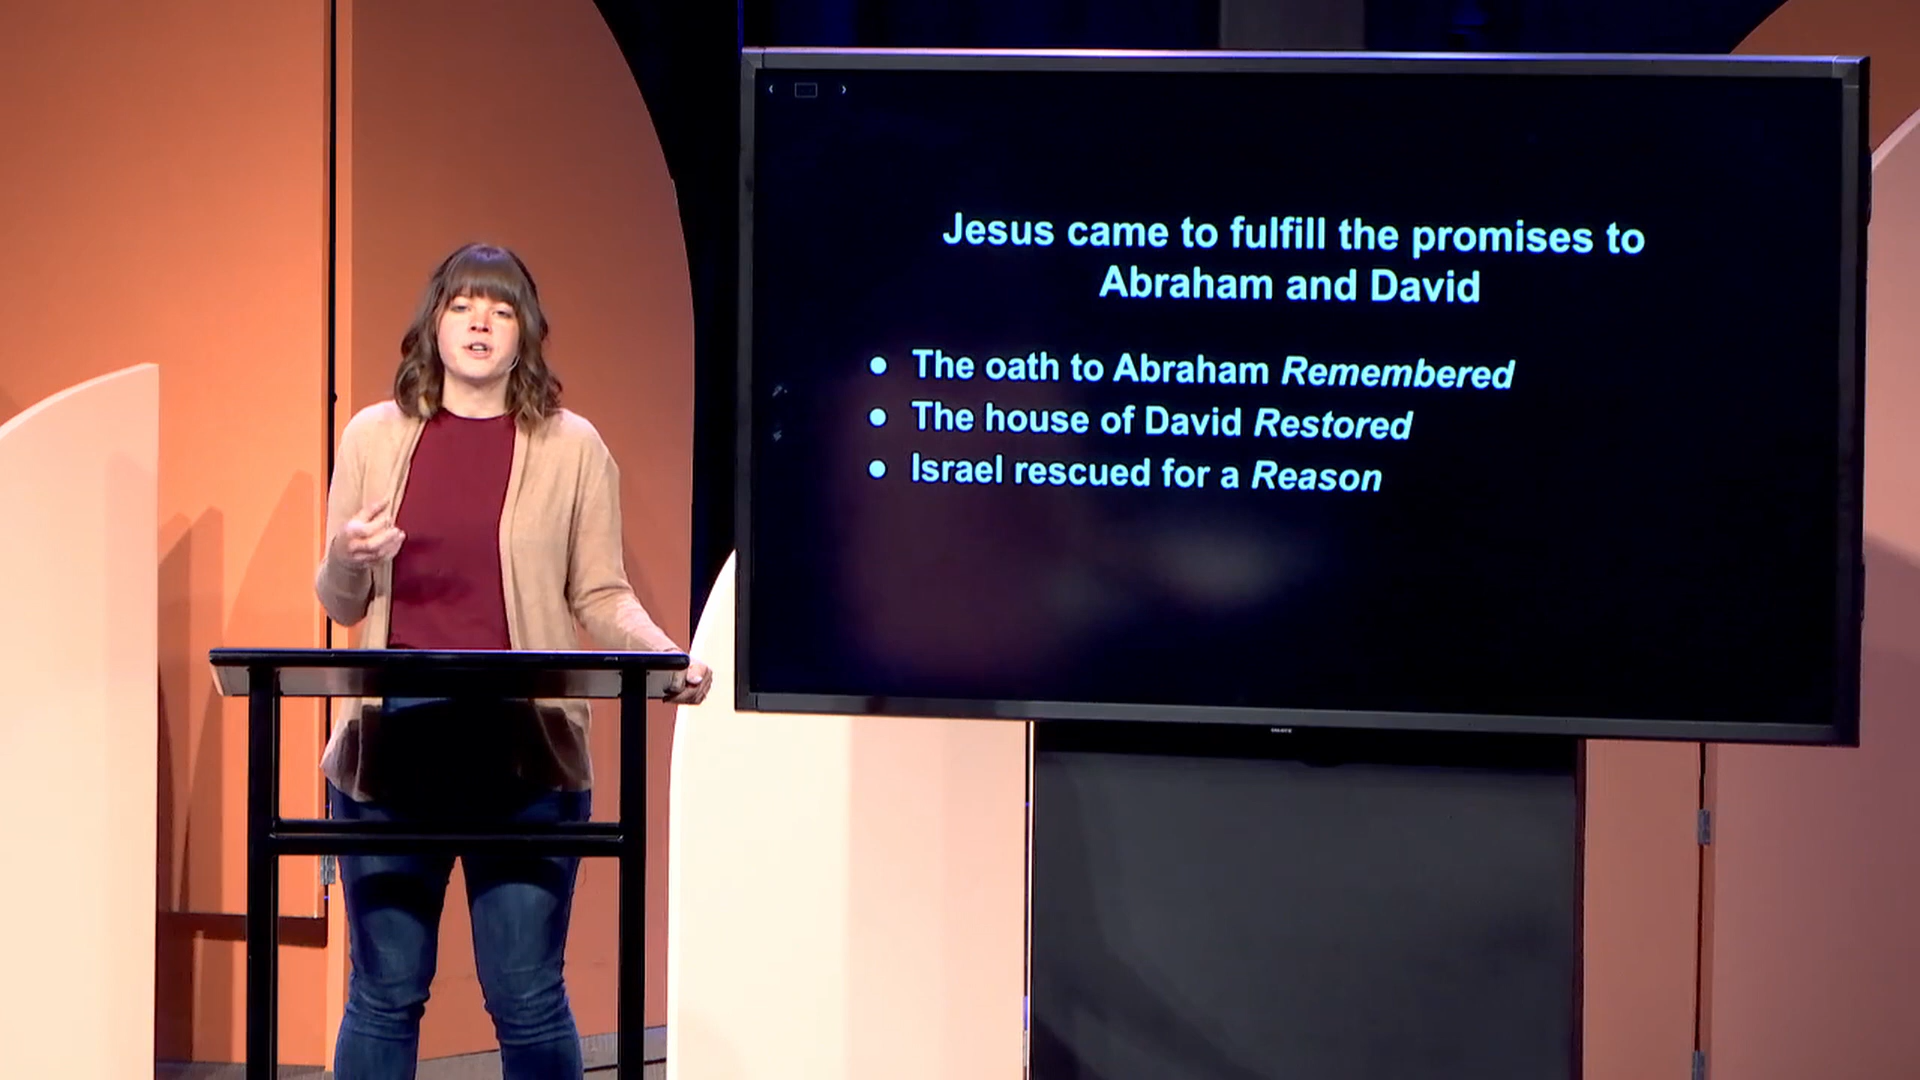 Jesus came to fulfill the promises to
Abraham and David
● The oath to Abraham Remembered
● The house of David Restored
● Israel rescued for a Reason